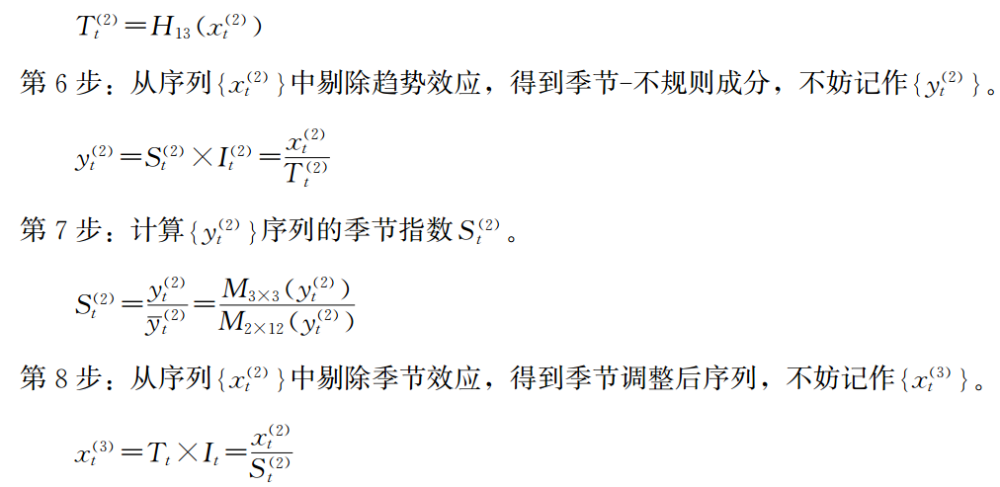 $T_t^{(2)}=H_{13}(x_t^{(2)})$
第 6 步：从序列$\{x_t^{(2)}\}$中剔除趋势效应，得到季节-不规则成分，不妨记作$\{y_t^{(2)}\}$。
$y_t^{(2)}=S_t^{(2)}\times I_t^{(2)}=\frac{x_t^{(2)}}{T_t^{(2)}}$
第 7 步：计算$\{y_t^{(2)}\}$序列的季节指数$S_t^{(2)}$。
$S_t^{(2)}=\frac{y_t^{(2)}}{\overline{y}_t^{(2)}}=\frac{M_{3\times 3}(y_t^{(2)})}{M_{2\times 12}(y_t^{(2)})}$
第 8 步：从序列$\{x_t^{(2)}\}$中剔除季节效应，得到季节调整后序列，不妨记作$\{x_t^{(3)}\}$。
$x_t^{(3)}=T_t\times I_t=\frac{x_t^{(2)}}{S_t^{(2)}}$